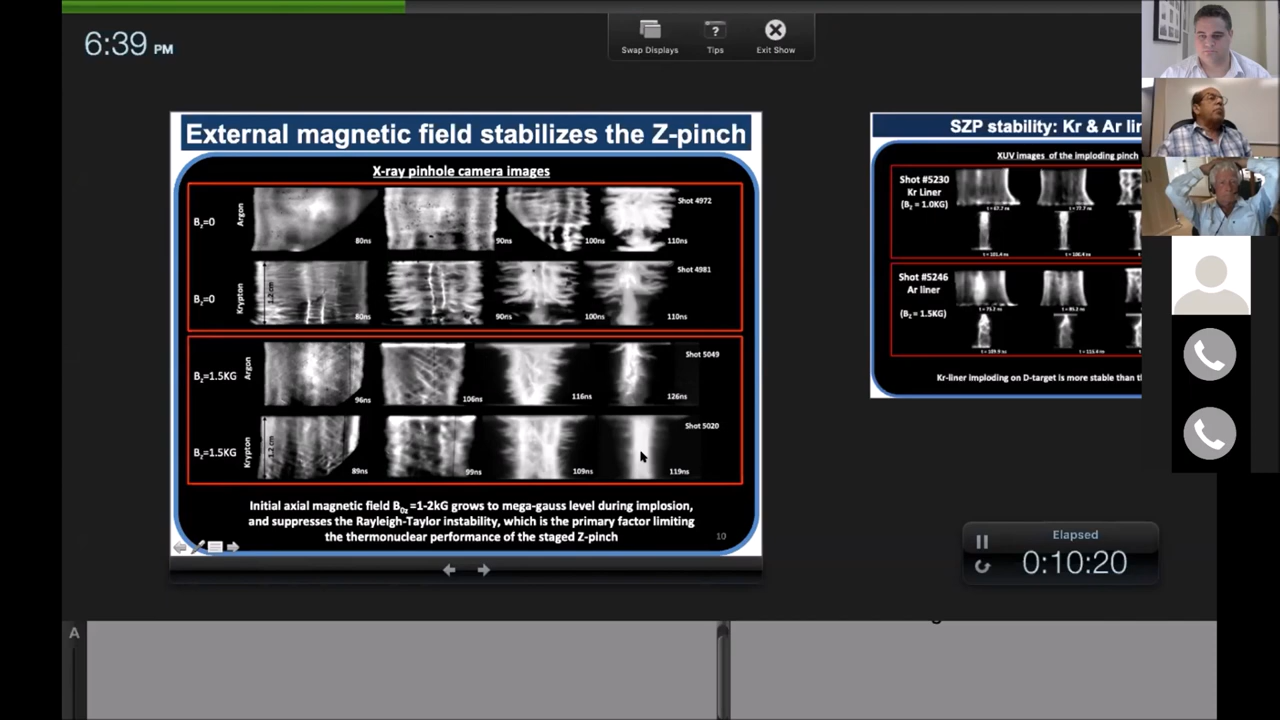 6:39 PM
Swap Displays
Tips
Exit Show
External magnetic field stabilizes the Z-pinch
X-ray pinhole camera images
Bz=0
Argon
80ns
90ns
100ns
110ns
Shot 4972
Bz=0
Krypton
1.2 cm
80ns
90ns
100ns
110ns
Shot 4981
Bz=1.5KG
Argon
96ns
106ns
116ns
126ns
Shot 5049
Bz=1.5KG
Krypton
1.2 cm
89ns
99ns
109ns
119ns
Shot 5020
Initial axial magnetic field B0z =1-2kG grows to mega-gauss level during implosion,
and suppresses the Rayleigh-Taylor instability, which is the primary factor limiting
the thermonuclear performance of the staged Z-pinch
10
SZP stability: Kr & Ar lin
XUV images of the imploding pinch
Shot #5230
Kr Liner
(Bz = 1.0KG)
Shot #5246
Ar liner
(Bz = 1.5KG)
Kr-liner imploding on D-target is more stable than th
Elapsed
0:10:20
A